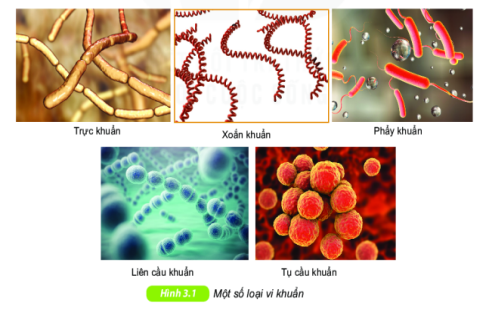 Trực khuẩn
Xoắn khuẩn
Phẩy khuẩn
Liên cầu khuẩn
Tụ cầu khuẩn
Hình 3.1 Một số loại vi khuẩn